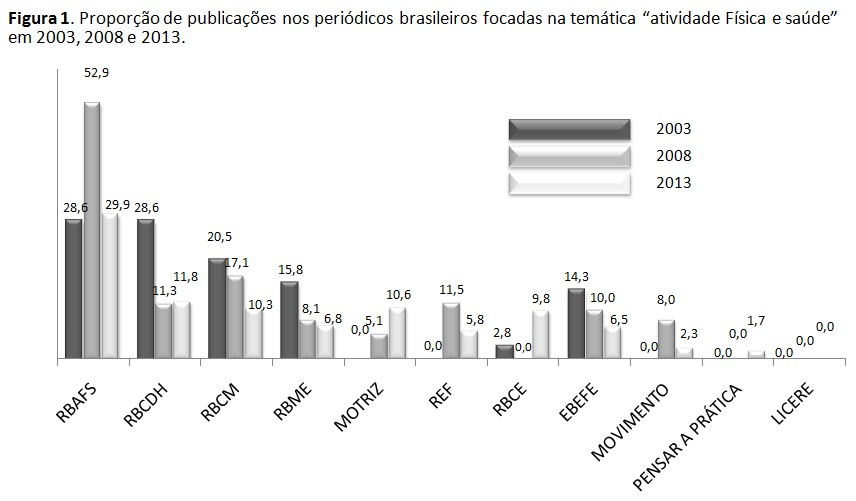 Figura 1. Proporção de publicações nos periódicos brasileiros focadas na temática “atividade Física e saúde”
em 2003, 2008 e 2013.
2003
2008
2013
28,6
52,9
29,9
28,6
11,3
11,8
20,5
17,1
10,3
15,8
8,1
6,8
0,0
5,1
10,6
0,0
11,5
5,8
2,8
0,0
9,8
14,3
10,0
6,5
0,0
8,0
2,3
0,0
0,0
1,7
0,0
0,0
0,0
RBAFS
RBCDH
RBCM
RBME
MOTRIZ
REF
RBCE
EBEFE
MOVIMENTO
PENSAR A PRÁTICA
LICERE